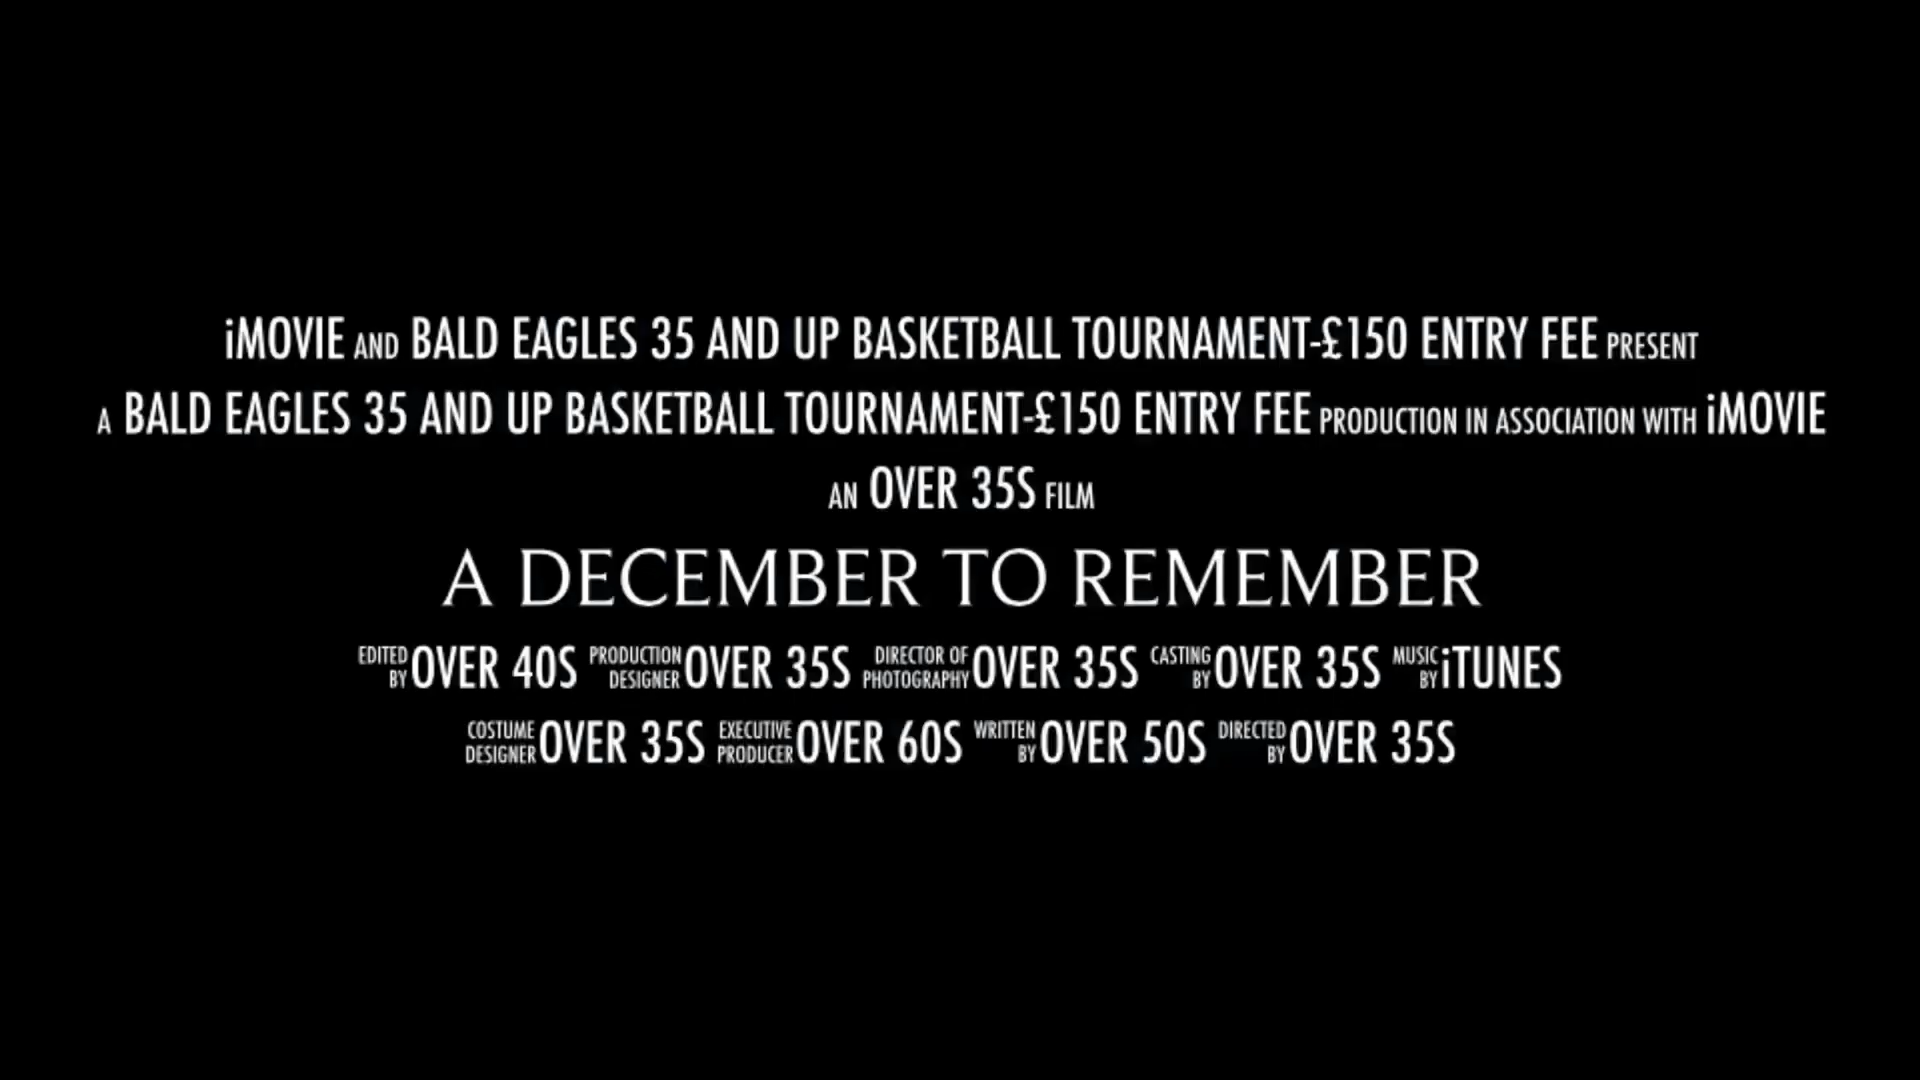 iMOVIE AND BALD EAGLES 35 AND UP BASKETBALL TOURNAMENT-£150 ENTRY FEE PRESENT
A BALD EAGLES 35 AND UP BASKETBALL TOURNAMENT-£150 ENTRY FEE PRODUCTION IN ASSOCIATION WITH iMOVIE
AN OVER 35S FILM
A DECEMBER TO REMEMBER
EDITED BY OVER 40S PRODUCTION DESIGNER OVER 35S DIRECTOR OF PHOTOGRAPHY OVER 35S CASTING BY OVER 35S MUSIC BY iTUNES
COSTUME DESIGNER OVER 35S EXECUTIVE PRODUCER OVER 60S WRITTEN BY OVER 50S DIRECTED BY OVER 35S